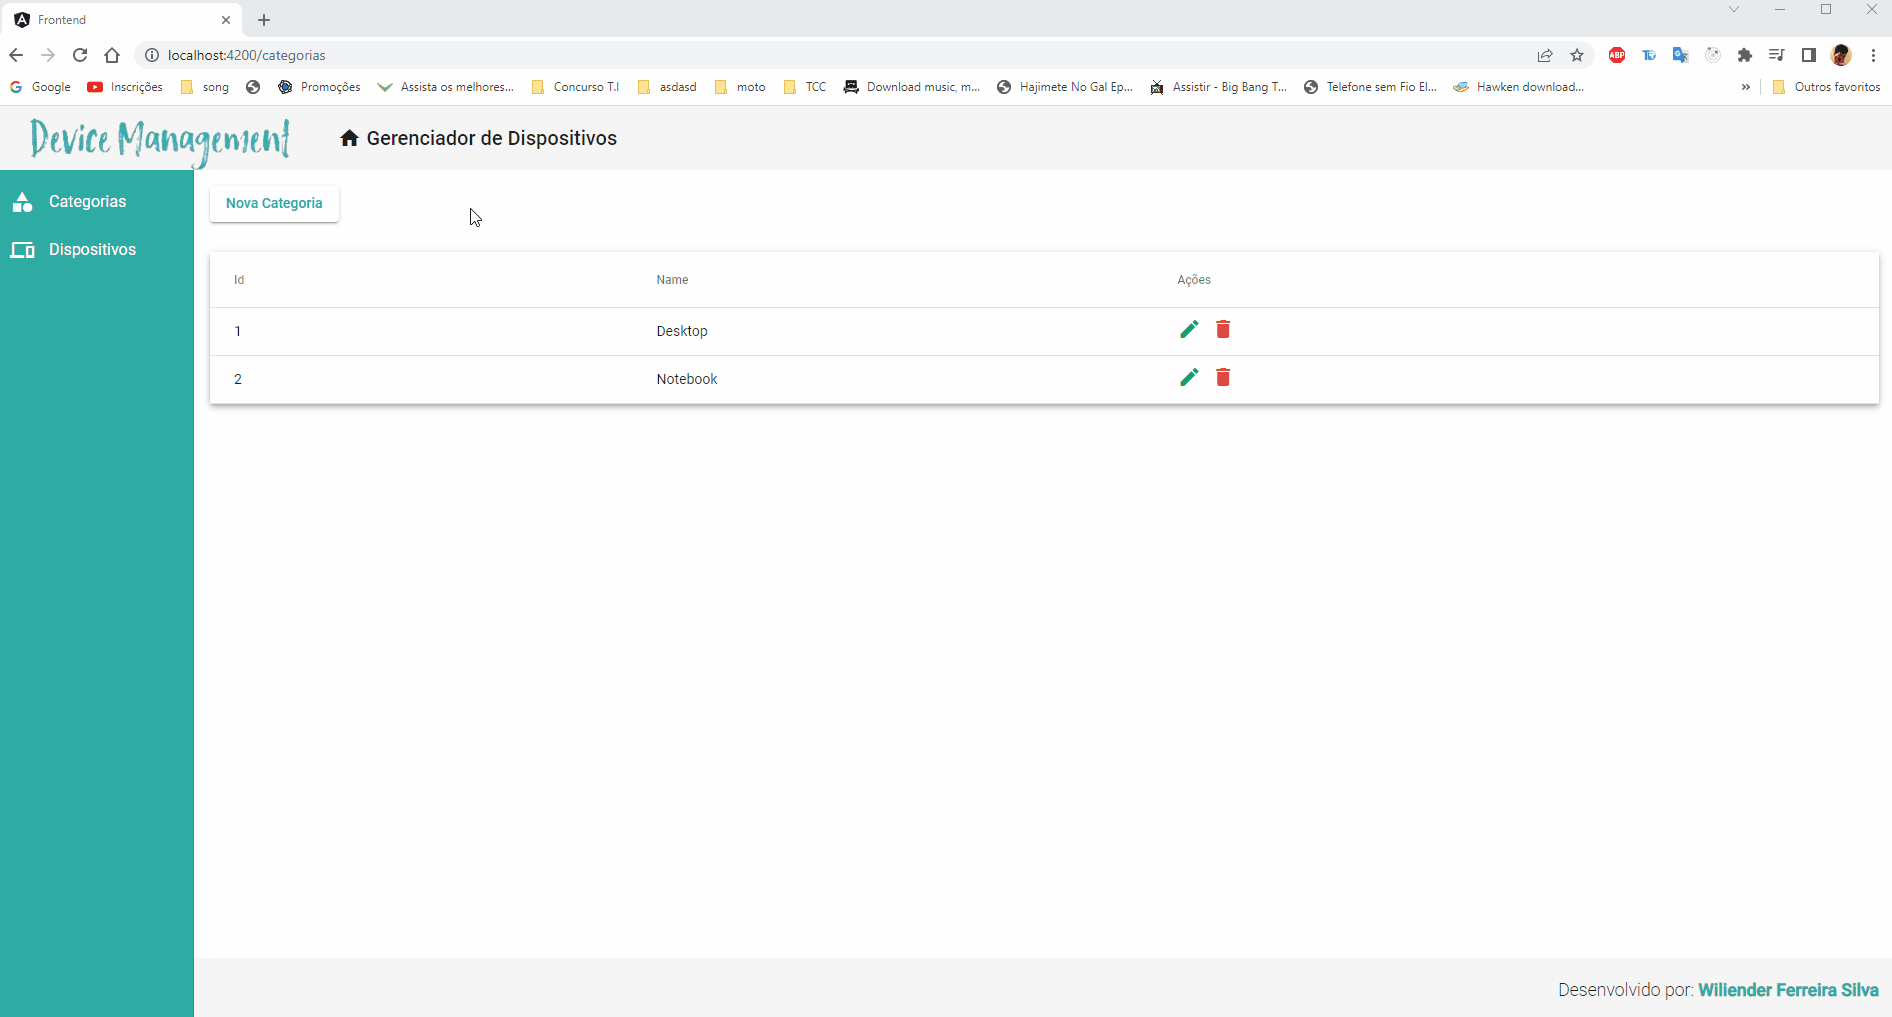 Frontend
localhost:4200/categorias
ABP
Google Inscrições song Promoções Assista os melhores... Concurso T.I asdasd moto TCC Download music, m... Hajimete No Gal Ep... Assistir - Big Bang T... Telefone sem Fio El... Hawken download... » Outros favoritos
Device Management Gerenciador de Dispositivos
Categorias
Dispositivos
Nova Categoria
Id Name Ações
1 Desktop
2 Notebook
Desenvolvido por: Wiliender Ferreira Silva